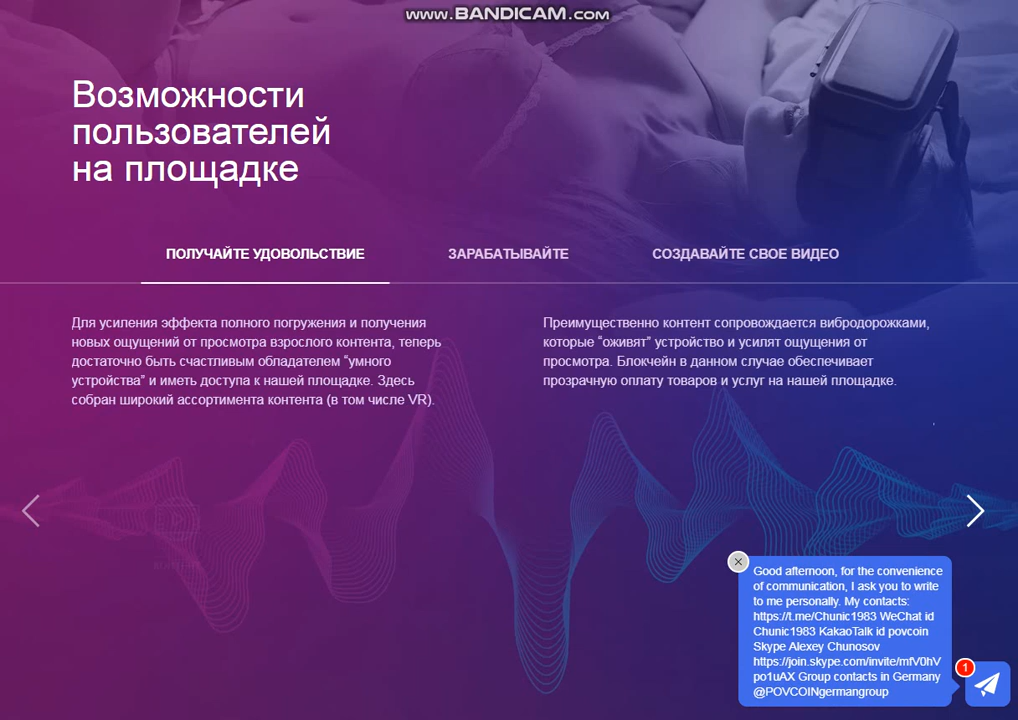 www.BANDICAM.com
Возможности
пользователей
на площадке
ПОЛУЧАЙТЕ УДОВОЛЬСТВИЕ
ЗАРАБАТЫВАЙТЕ
СОЗДАВАЙТЕ СВОЕ ВИДЕО
Для усиления эффекта полного погружения и получения
новых ощущений от просмотра взрослого контента, теперь
достаточно быть счастливым обладателем “умного
устройства” и иметь доступа к нашей площадке. Здесь
собран широкий ассортимента контента (в том числе VR).
Преимущественно контент сопровождается вибродорожками,
которые “оживят” устройство и усилят ощущения от
просмотра. Блокчейн в данном случае обеспечивает
прозрачную оплату товаров и услуг на нашей площадке.
Good afternoon, for the convenience
of communication, I ask you to write
to me personally. My contacts:
https://t.me/Chunic1983 WeChat id
Chunic1983 KakaoTalk id povcoin
Skype Alexey Chunosov
https://join.skype.com/invite/mfV0hV
po1uAX Group contacts in Germany
@POVCOINgermangroup
1